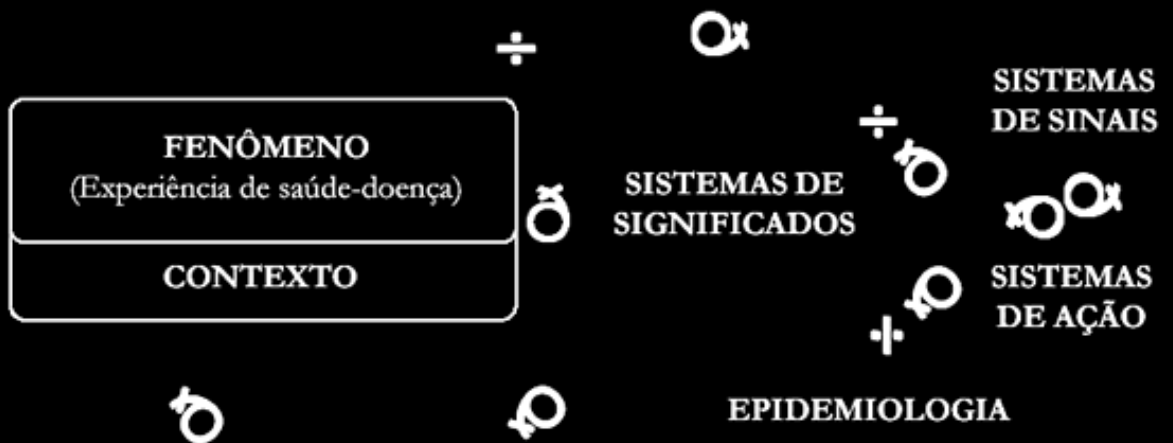 FENÔMENO
(Experiência de saúde-doença)
CONTEXTO
SISTEMAS DE
SIGNIFICADOS
SISTEMAS
DE SINAIS
SISTEMAS
DE AÇÃO
EPIDEMIOLOGIA